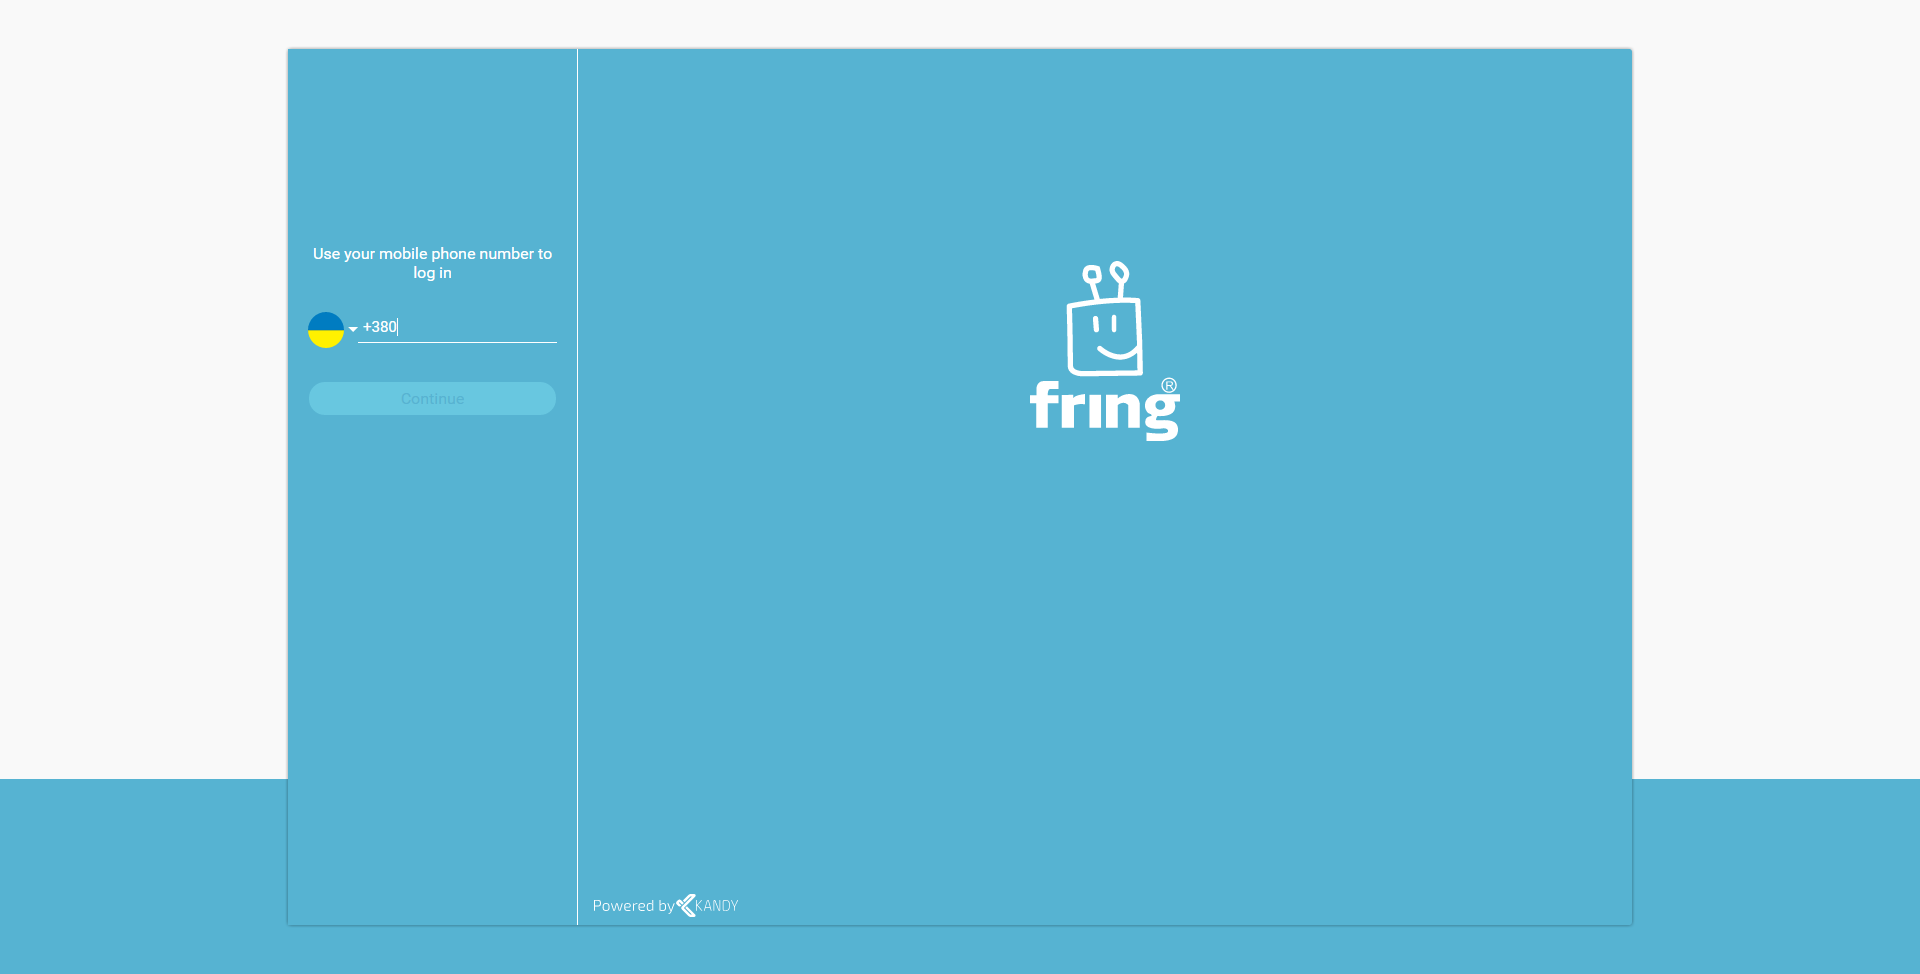 Use your mobile phone number to
log in
+380
Continue
fring®
Powered by KANDY